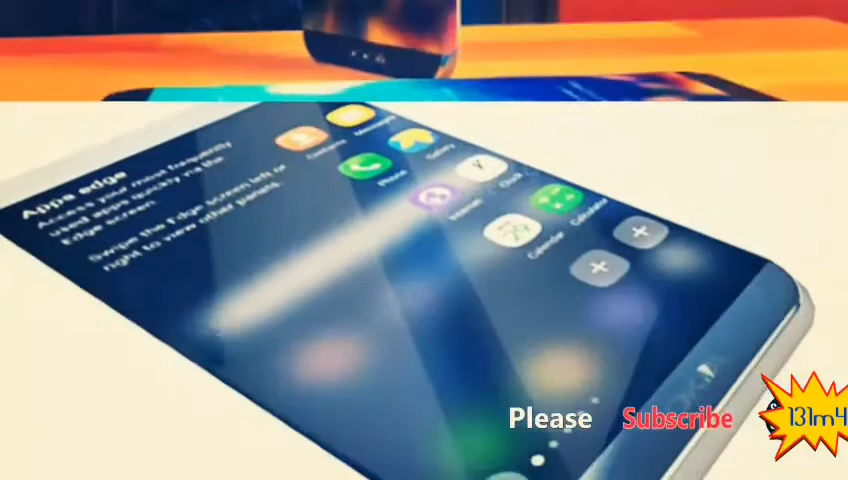 Apps edge
Access your most frequently
used apps quickly via the
Edge screen.
Swipe the Edge screen left or
right to view other panels.
Contacts
Messages
Phone
Gallery
Internet
Clock
29
Calendar
Calculator
Please Subscribe
131m4